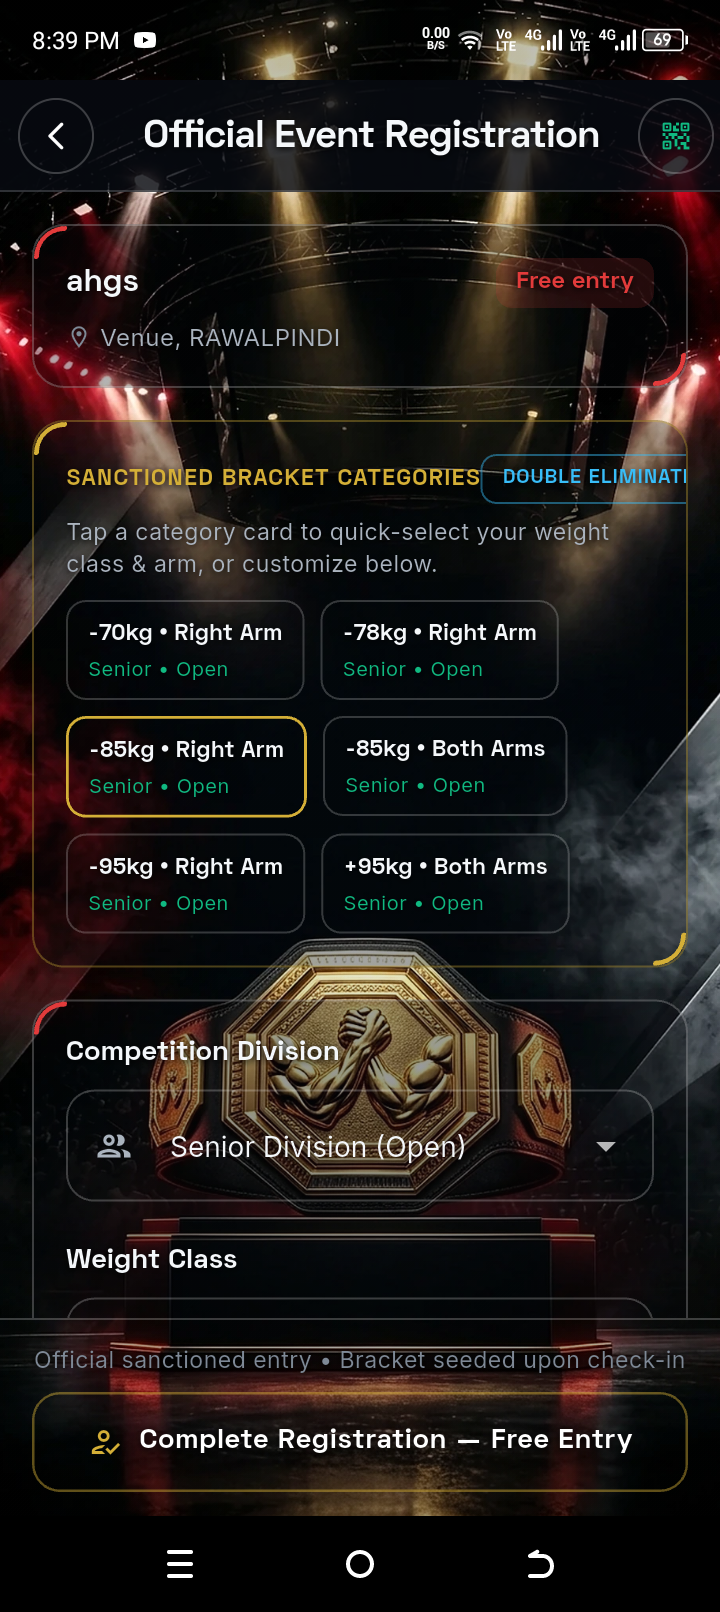 8:39 PM
0.00 B/S Vo LTE 4G Vo LTE 4G 69
Official Event Registration
ahgs
Free entry
Venue, RAWALPINDI
SANCTIONED BRACKET CATEGORIES
DOUBLE ELIMINATI
Tap a category card to quick-select your weight
class & arm, or customize below.
-70kg • Right Arm
Senior • Open
-78kg • Right Arm
Senior • Open
-85kg • Right Arm
Senior • Open
-85kg • Both Arms
Senior • Open
-95kg • Right Arm
Senior • Open
+95kg • Both Arms
Senior • Open
Competition Division
Senior Division (Open)
Weight Class
Official sanctioned entry • Bracket seeded upon check-in
Complete Registration — Free Entry